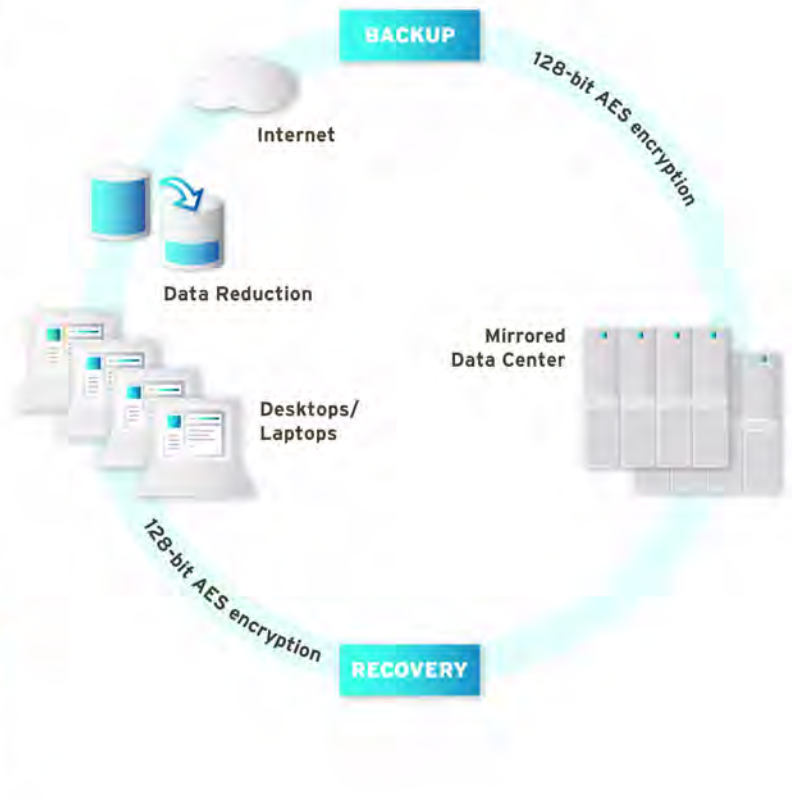 BACKUP
128-bit AES encryption
Internet
Data Reduction
Mirrored
Data Center
Desktops/
Laptops
128-bit AES encryption
RECOVERY